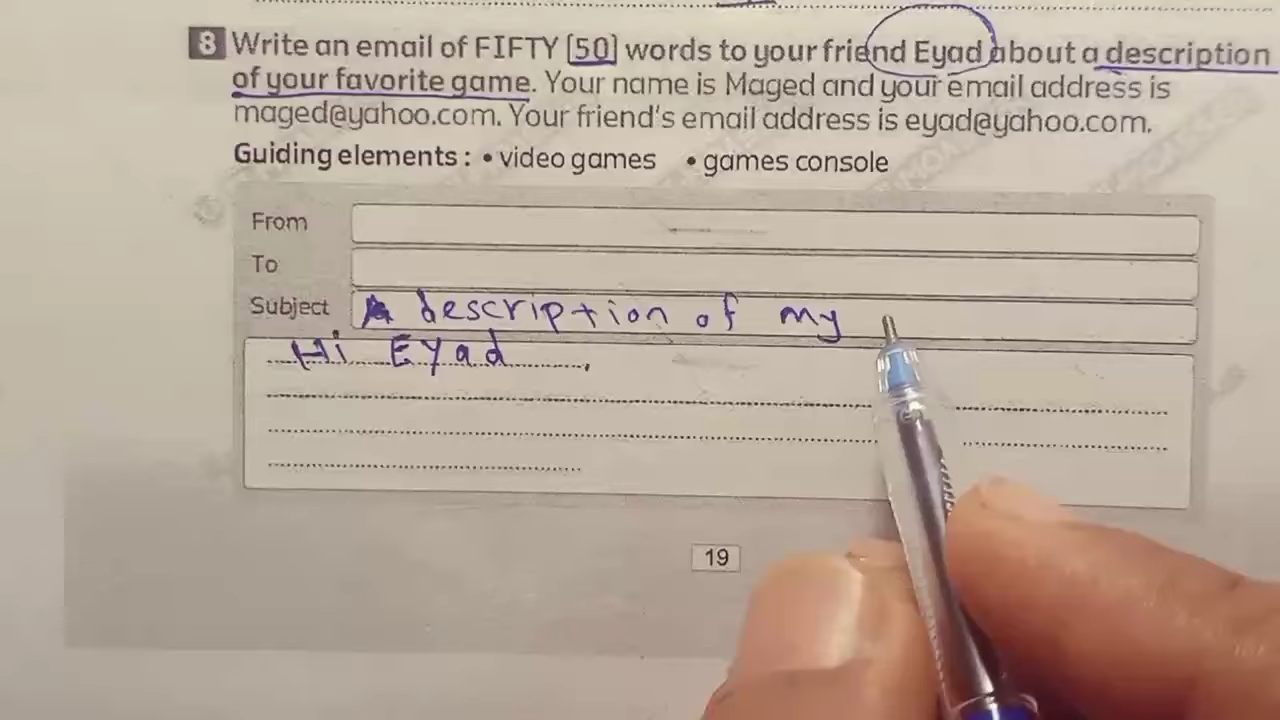 8 Write an email of FIFTY (50) words to your friend Eyad about a description
of your favorite game. Your name is Maged and your email address is
maged@yahoo.com. Your friend's email address is eyad@yahoo.com.
Guiding elements : • video games • games console
From
To
Subject A description of my
Hi Eyad ,
19